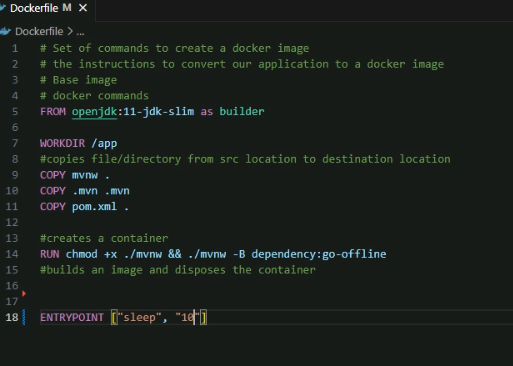 Dockerfile M X
Dockerfile > ...
1 # Set of commands to create a docker image
2 # the instructions to convert our application to a docker image
3 # Base image
4 # docker commands
5 FROM openjdk:11-jdk-slim as builder
6
7 WORKDIR /app
8 #copies file/directory from src location to destination location
9 COPY mvnw .
10 COPY .mvn .mvn
11 COPY pom.xml .
12
13 #creates a container
14 RUN chmod +x ./mvnw && ./mvnw -B dependency:go-offline
15 #builds an image and disposes the container
16
17
18 ENTRYPOINT ["sleep", "10"]